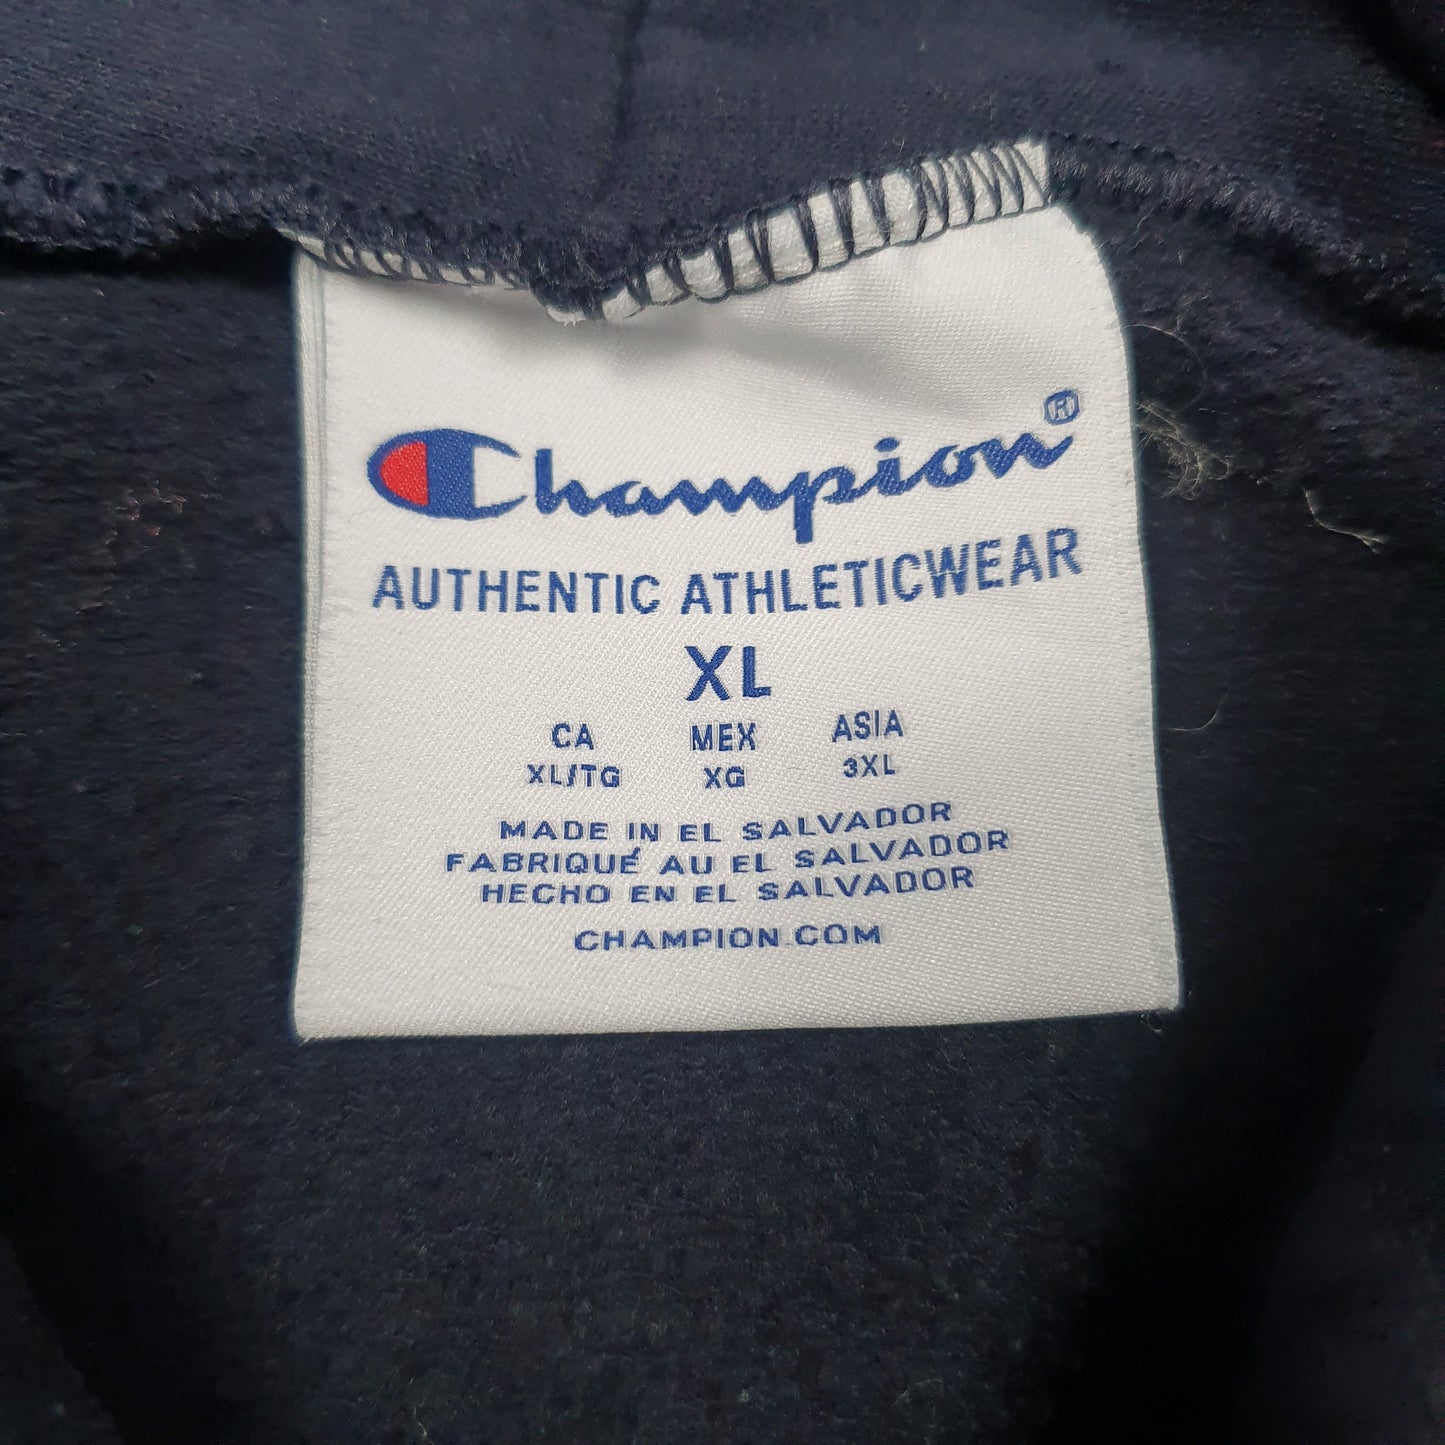 Champion®
AUTHENTIC ATHLETICWEAR
XL
CA MEX ASIA
XL/TG XG 3XL
MADE IN EL SALVADOR
FABRIQUÉ AU EL SALVADOR
HECHO EN EL SALVADOR
CHAMPION.COM